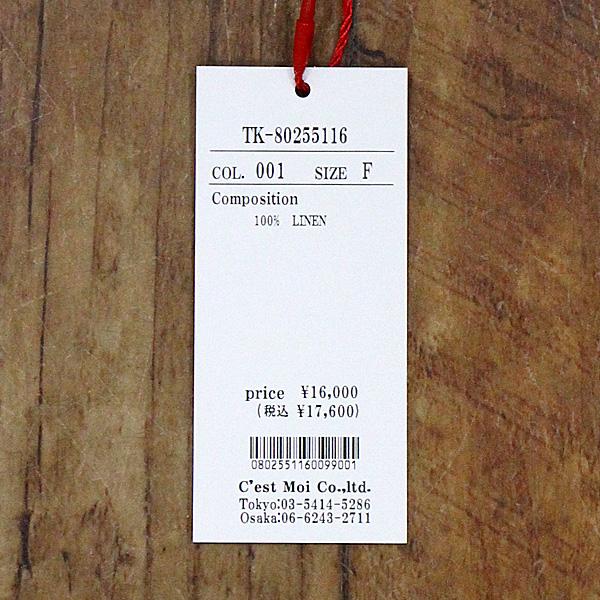 TK-80255116
COL. 001 SIZE F
Composition
100% LINEN
price ¥16,000
(税込 ¥17,600)
0802551160099001
C'est Moi Co.,ltd.
Tokyo:03-5414-5286
Osaka:06-6243-2711